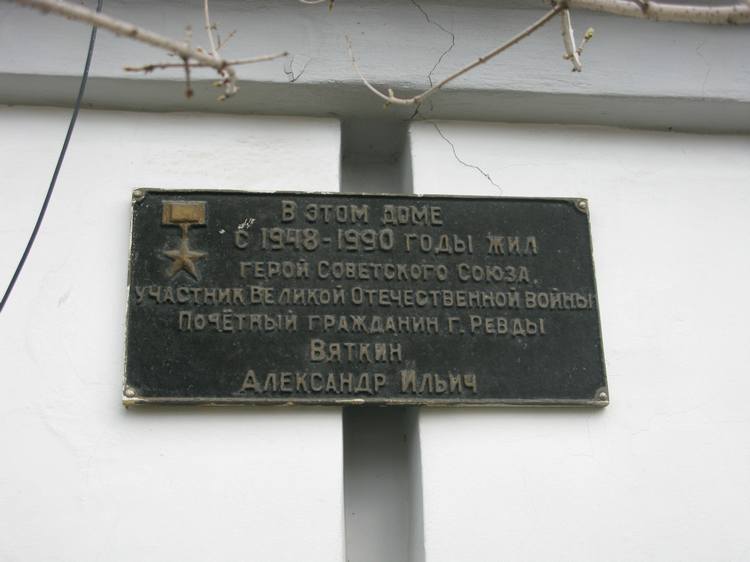 В этом доме
с 1948-1990 годы жил
герой Советского Союза
участник Великой Отечественной войны
Почётный гражданин г. Ревды
Вяткин
Александр Ильич